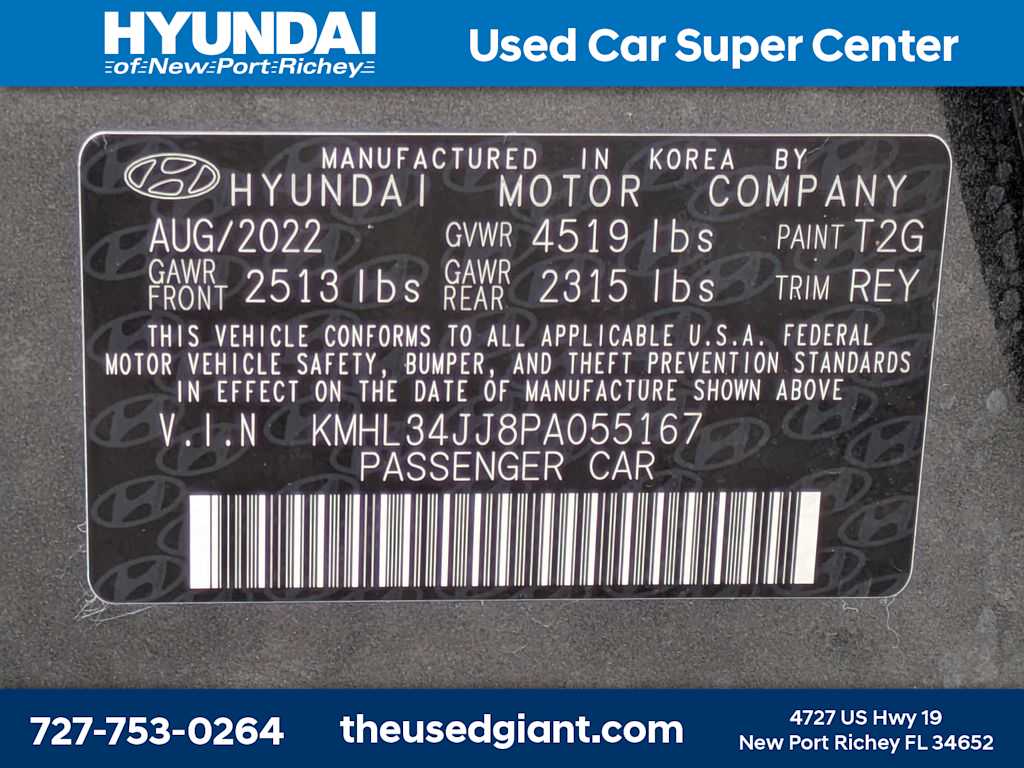 HYUNDAI
of New Port Richey
Used Car Super Center
MANUFACTURED IN KOREA BY
HYUNDAI MOTOR COMPANY
AUG/2022 GVWR 4519 lbs PAINT T2G
GAWR FRONT 2513 lbs GAWR REAR 2315 lbs TRIM REY
THIS VEHICLE CONFORMS TO ALL APPLICABLE U.S.A. FEDERAL
MOTOR VEHICLE SAFETY, BUMPER, AND THEFT PREVENTION STANDARDS
IN EFFECT ON THE DATE OF MANUFACTURE SHOWN ABOVE
V.I.N KMHL34JJ8PA055167
PASSENGER CAR
727-753-0264
theusedgiant.com
4727 US Hwy 19
New Port Richey FL 34652